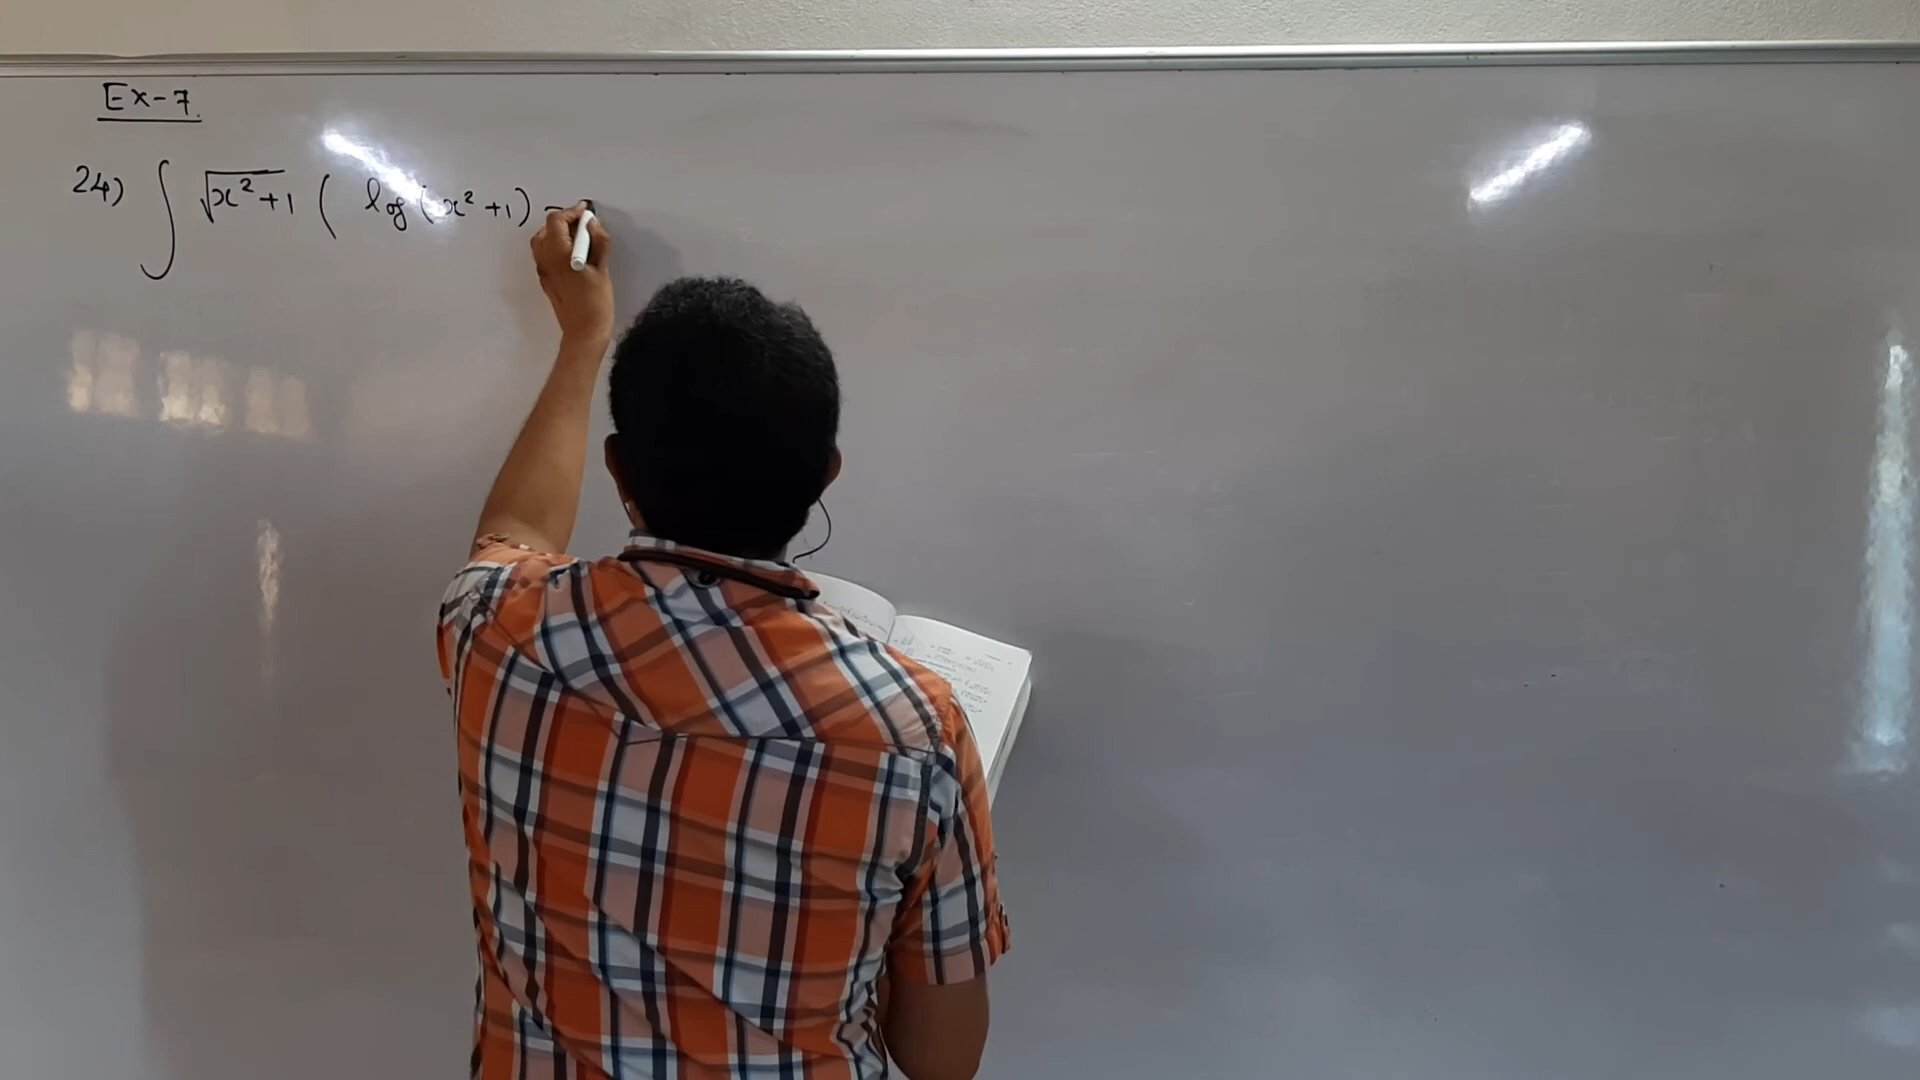 Ex-7.
24) ∫ √x²+1 ( log (x²+1) -